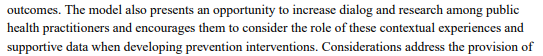 outcomes. The model also presents an opportunity to increase dialog and research among public
health practitioners and encourages them to consider the role of these contextual experiences and
supportive data when developing prevention interventions. Considerations address the provision of